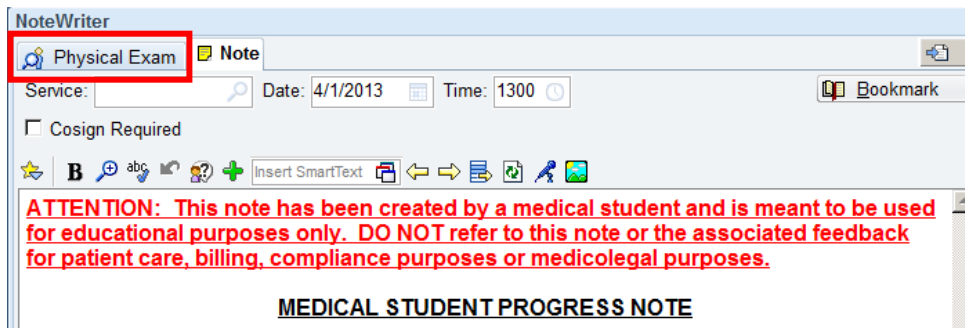 NoteWriter
Physical Exam Note
Service: Date: 4/1/2013 Time: 1300 Bookmark
Cosign Required
B abc Insert SmartText
ATTENTION: This note has been created by a medical student and is meant to be used
for educational purposes only. DO NOT refer to this note or the associated feedback
for patient care, billing, compliance purposes or medicolegal purposes.
MEDICAL STUDENT PROGRESS NOTE